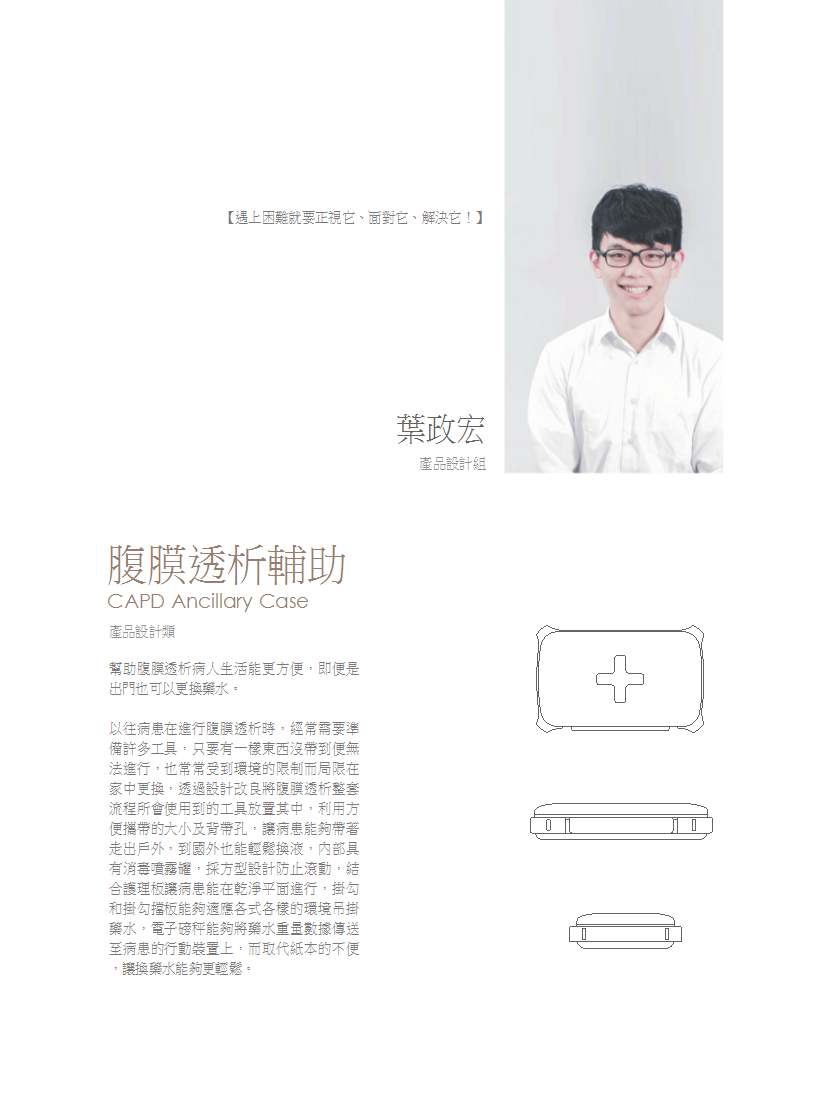 【遇上困難就要正視它、面對它、解決它！】
葉政宏
產品設計組
腹膜透析輔助
CAPD Ancillary Case
產品設計類
幫助腹膜透析病人生活能更方便，即便是
出門也可以更換藥水。
以往病患在進行腹膜透析時，經常需要準
備許多工具，只要有一樣東西沒帶到便無
法進行，也常常受到環境的限制而局限在
家中更換，透過設計改良將腹膜透析整套
流程所會使用到的工具放置其中，利用方
便攜帶的大小及背帶孔，讓病患能夠帶著
走出戶外，到國外也能輕鬆換液，內部具
有消毒噴霧罐，採方型設計防止滾動，結
合護理板讓病患能在乾淨平面進行，掛勾
和掛勾擋板能夠適應各式各樣的環境吊掛
藥水，電子磅秤能夠將藥水重量數據傳送
至病患的行動裝置上，而取代紙本的不便
，讓換藥水能夠更輕鬆。